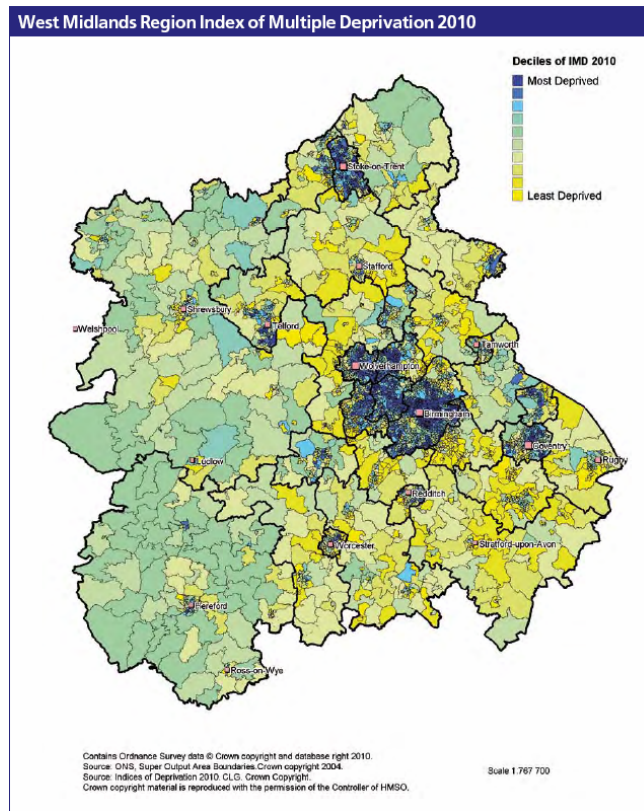 West Midlands Region Index of Multiple Deprivation 2010
Deciles of IMD 2010
Most Deprived
Least Deprived
Stoke-on-Trent
Stafford
Shrewsbury
Telford
Welshpool
Tamworth
Wolverhampton
Birmingham
Coventry
Rugby
Ludlow
Redditch
Worcester
Stratford-upon-Avon
Hereford
Ross-on-Wye
Contains Ordnance Survey data © Crown copyright and database right 2010.
Source: ONS, Super Output Area Boundaries.Crown copyright 2004.
Source: Indices of Deprivation 2010. CLG. Crown Copyright.
Crown copyright material is reproduced with the permission of the Controller of HMSO.
Scale 1:767 700